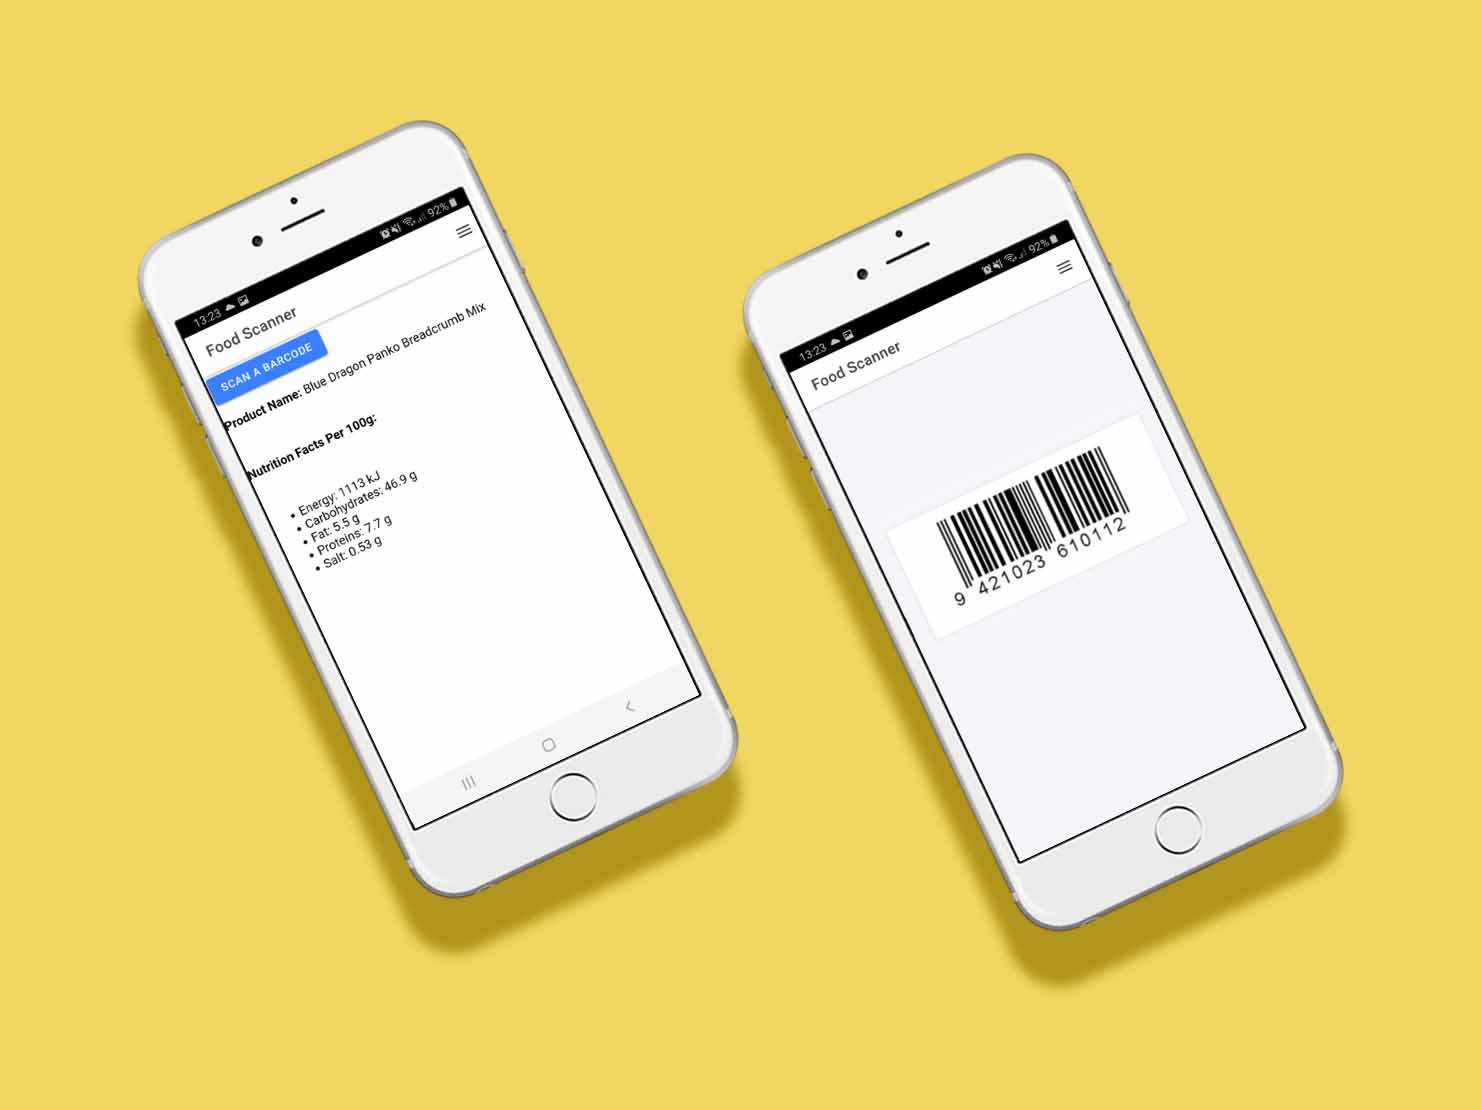 13:23 92%
Food Scanner
SCAN A BARCODE
Product Name: Blue Dragon Panko Breadcrumb Mix
Nutrition Facts Per 100g:
• Energy: 1113 kJ
• Carbohydrates: 46.9 g
• Fat: 5.5 g
• Proteins: 7.7 g
• Salt: 0.53 g
13:23 92%
Food Scanner
9 421023 610112